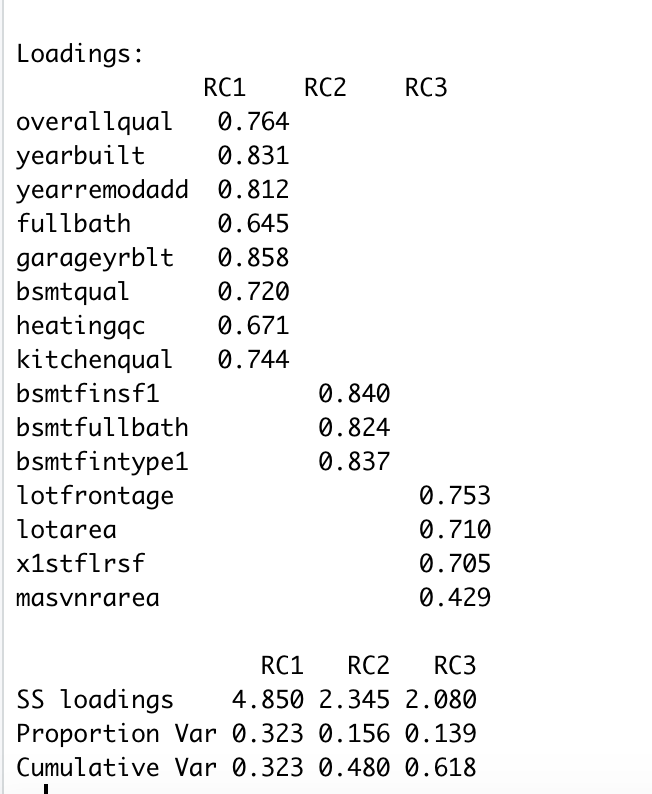 Loadings:
RC1 RC2 RC3
overallqual 0.764
yearbuilt 0.831
yearremodadd 0.812
fullbath 0.645
garageyrblt 0.858
bsmtqual 0.720
heatingqc 0.671
kitchenqual 0.744
bsmtfinsf1 0.840
bsmtfullbath 0.824
bsmtfintype1 0.837
lotfrontage 0.753
lotarea 0.710
x1stflrsf 0.705
masvnrarea 0.429
RC1 RC2 RC3
SS loadings 4.850 2.345 2.080
Proportion Var 0.323 0.156 0.139
Cumulative Var 0.323 0.480 0.618